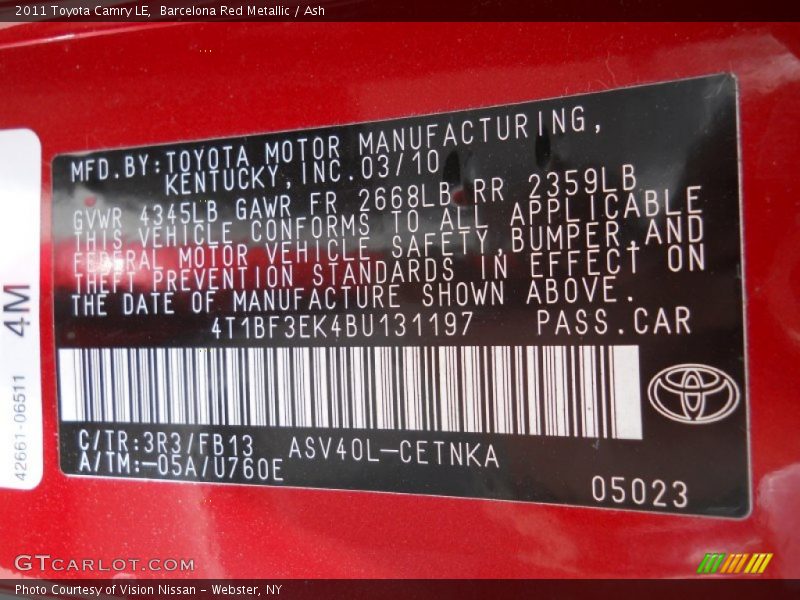 2011 Toyota Camry LE, Barcelona Red Metallic / Ash
MFD.BY:TOYOTA MOTOR MANUFACTURING,
KENTUCKY,INC.03/10
GVWR 4345LB GAWR FR 2668LB RR 2359LB
THIS VEHICLE CONFORMS TO ALL APPLICABLE
FEDERAL MOTOR VEHICLE SAFETY,BUMPER,AND
THEFT PREVENTION STANDARDS IN EFFECT ON
THE DATE OF MANUFACTURE SHOWN ABOVE.
4T1BF3EK4BU131197 PASS.CAR
C/TR:3R3/FB13 ASV40L-CETNKA
A/TM:-05A/U760E
05023
4M
42661-06511
GTCARLOT.COM
Photo Courtesy of Vision Nissan - Webster, NY